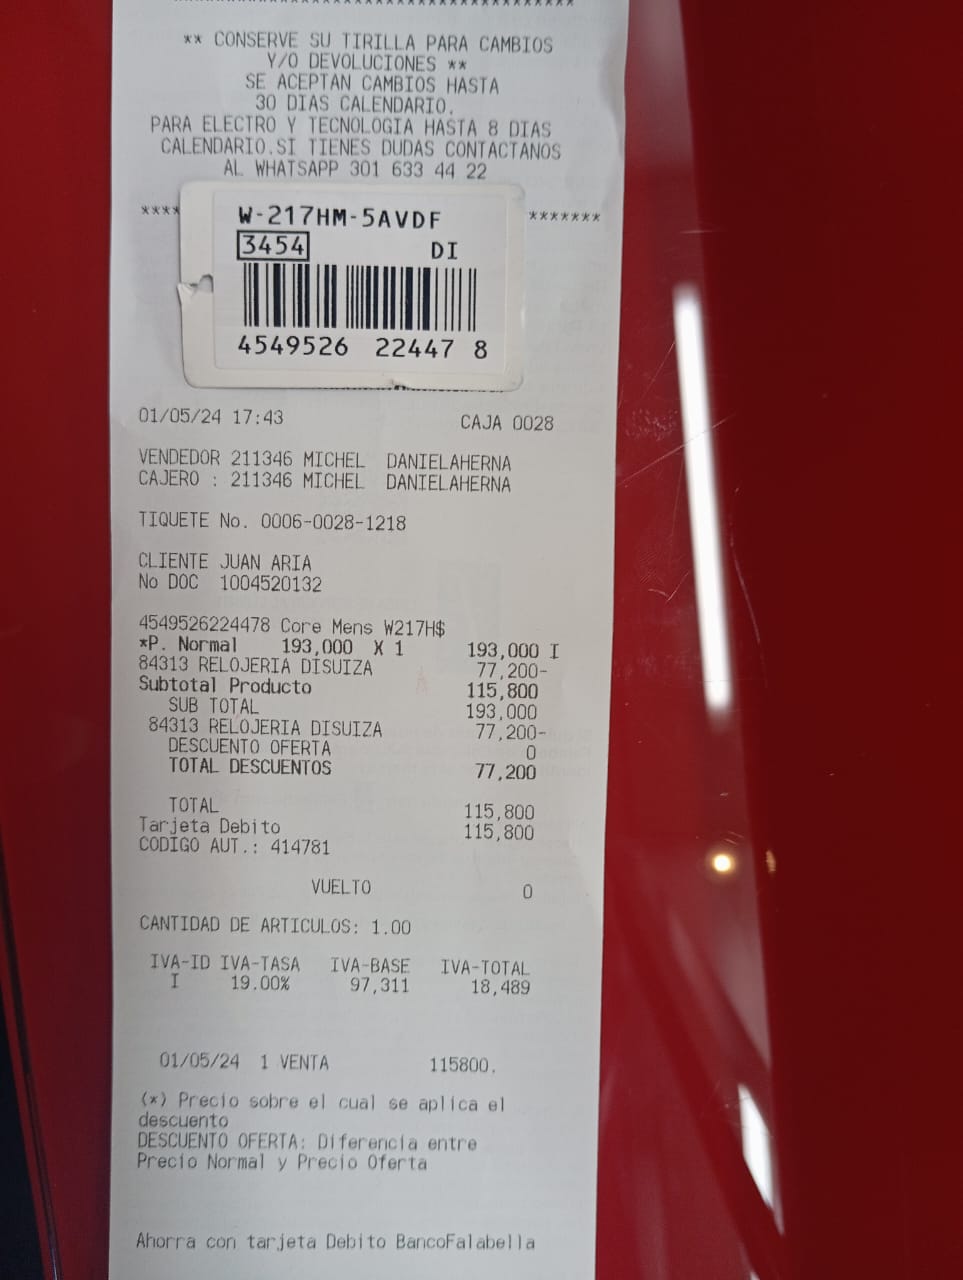 ** CONSERVE SU TIRILLA PARA CAMBIOS
Y/O DEVOLUCIONES **
SE ACEPTAN CAMBIOS HASTA
30 DIAS CALENDARIO.
PARA ELECTRO Y TECNOLOGIA HASTA 8 DIAS
CALENDARIO.SI TIENES DUDAS CONTACTANOS
AL WHATSAPP 301 633 44 22
**** *******
W-217HM-5AVDF
3454 DI
4549526 22447 8
01/05/24 17:43 CAJA 0028
VENDEDOR 211346 MICHEL DANIELAHERNA
CAJERO : 211346 MICHEL DANIELAHERNA
TIQUETE No. 0006-0028-1218
CLIENTE JUAN ARIA
No DOC 1004520132
4549526224478 Core Mens W217H$
*P. Normal 193,000 X 1 193,000 I
84313 RELOJERIA DISUIZA 77,200-
Subtotal Producto 115,800
SUB TOTAL 193,000
84313 RELOJERIA DISUIZA 77,200-
DESCUENTO OFERTA 0
TOTAL DESCUENTOS 77,200
TOTAL 115,800
Tarjeta Debito 115,800
CODIGO AUT.: 414781
VUELTO 0
CANTIDAD DE ARTICULOS: 1.00
IVA-ID IVA-TASA IVA-BASE IVA-TOTAL
I 19.00% 97,311 18,489
01/05/24 1 VENTA 115800.
(*) Precio sobre el cual se aplica el
descuento
DESCUENTO OFERTA: Diferencia entre
Precio Normal y Precio Oferta
Ahorra con tarjeta Debito BancoFalabella